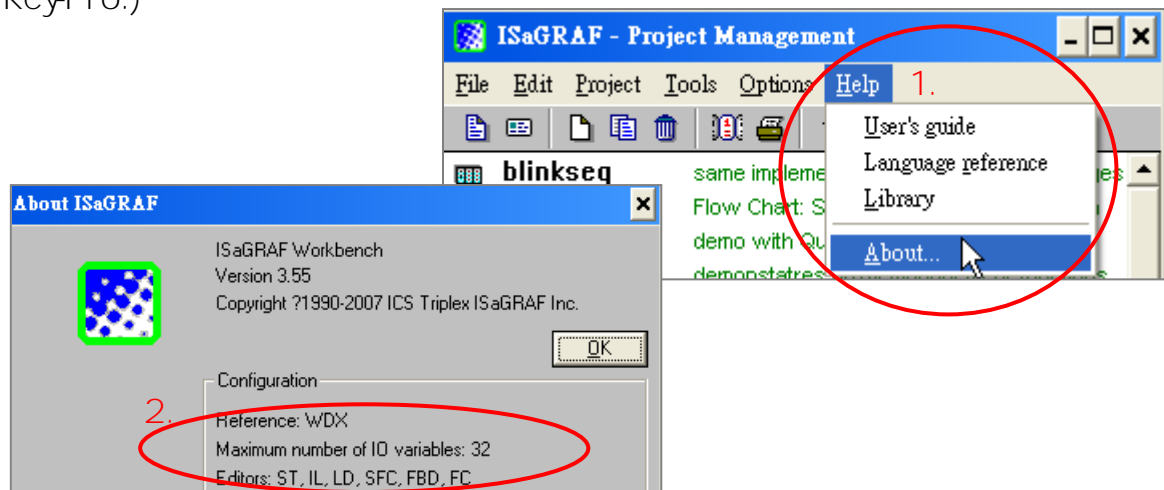 Key-Pro.)
ISaGRAF - Project Management
File Edit Project Tools Options Help
1.
User's guide
Language reference
Library
About...
blinkseq
same impleme
Flow Chart: S
demo with Qu
About ISaGRAF
ISaGRAF Workbench
Version 3.55
Copyright ?1990-2007 ICS Triplex ISaGRAF Inc.
OK
Configuration
2.
Reference: WDX
Maximum number of IO variables: 32
Editors: ST, IL, LD, SFC, FBD, FC